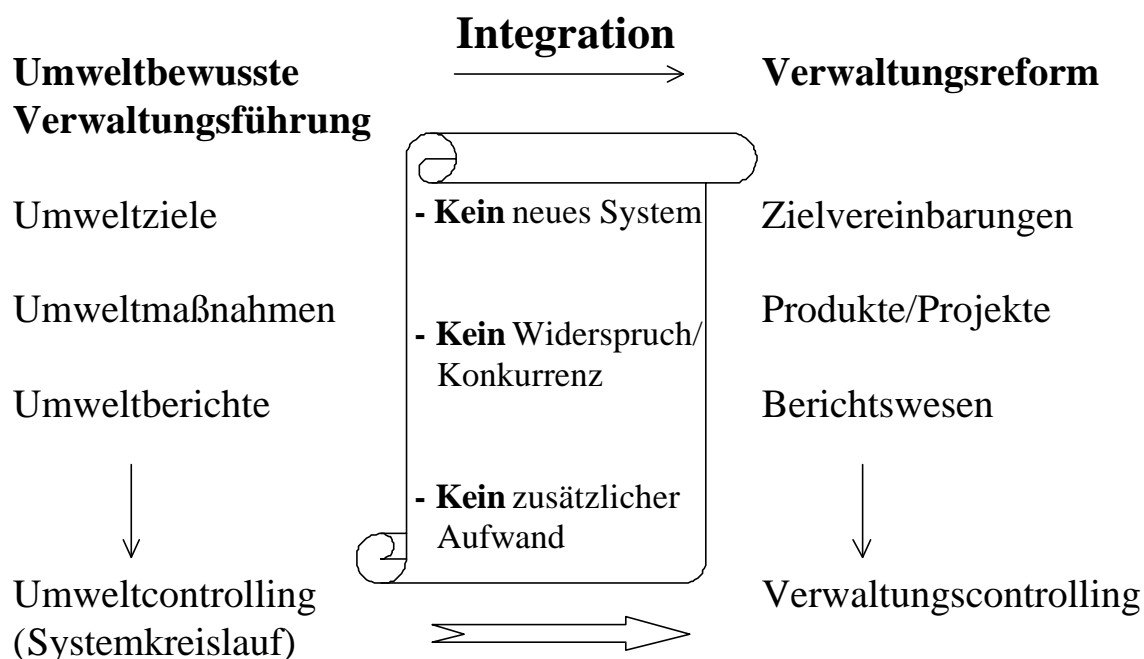 Integration
Umweltbewusste
Verwaltungsführung
Verwaltungsreform
Umweltziele
- Kein neues System
Zielvereinbarungen
Umweltmaßnahmen
- Kein Widerspruch/
Konkurrenz
Produkte/Projekte
Umweltberichte
Berichtswesen
- Kein zusätzlicher
Aufwand
Umweltcontrolling
(Systemkreislauf)
Verwaltungscontrolling